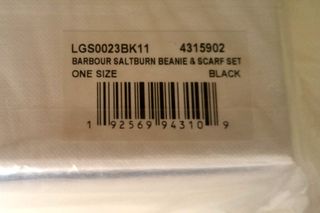 LGS0023BK11 4315902
BARBOUR SALTBURN BEANIE & SCARF SET
ONE SIZE BLACK
1 92569 94310 9